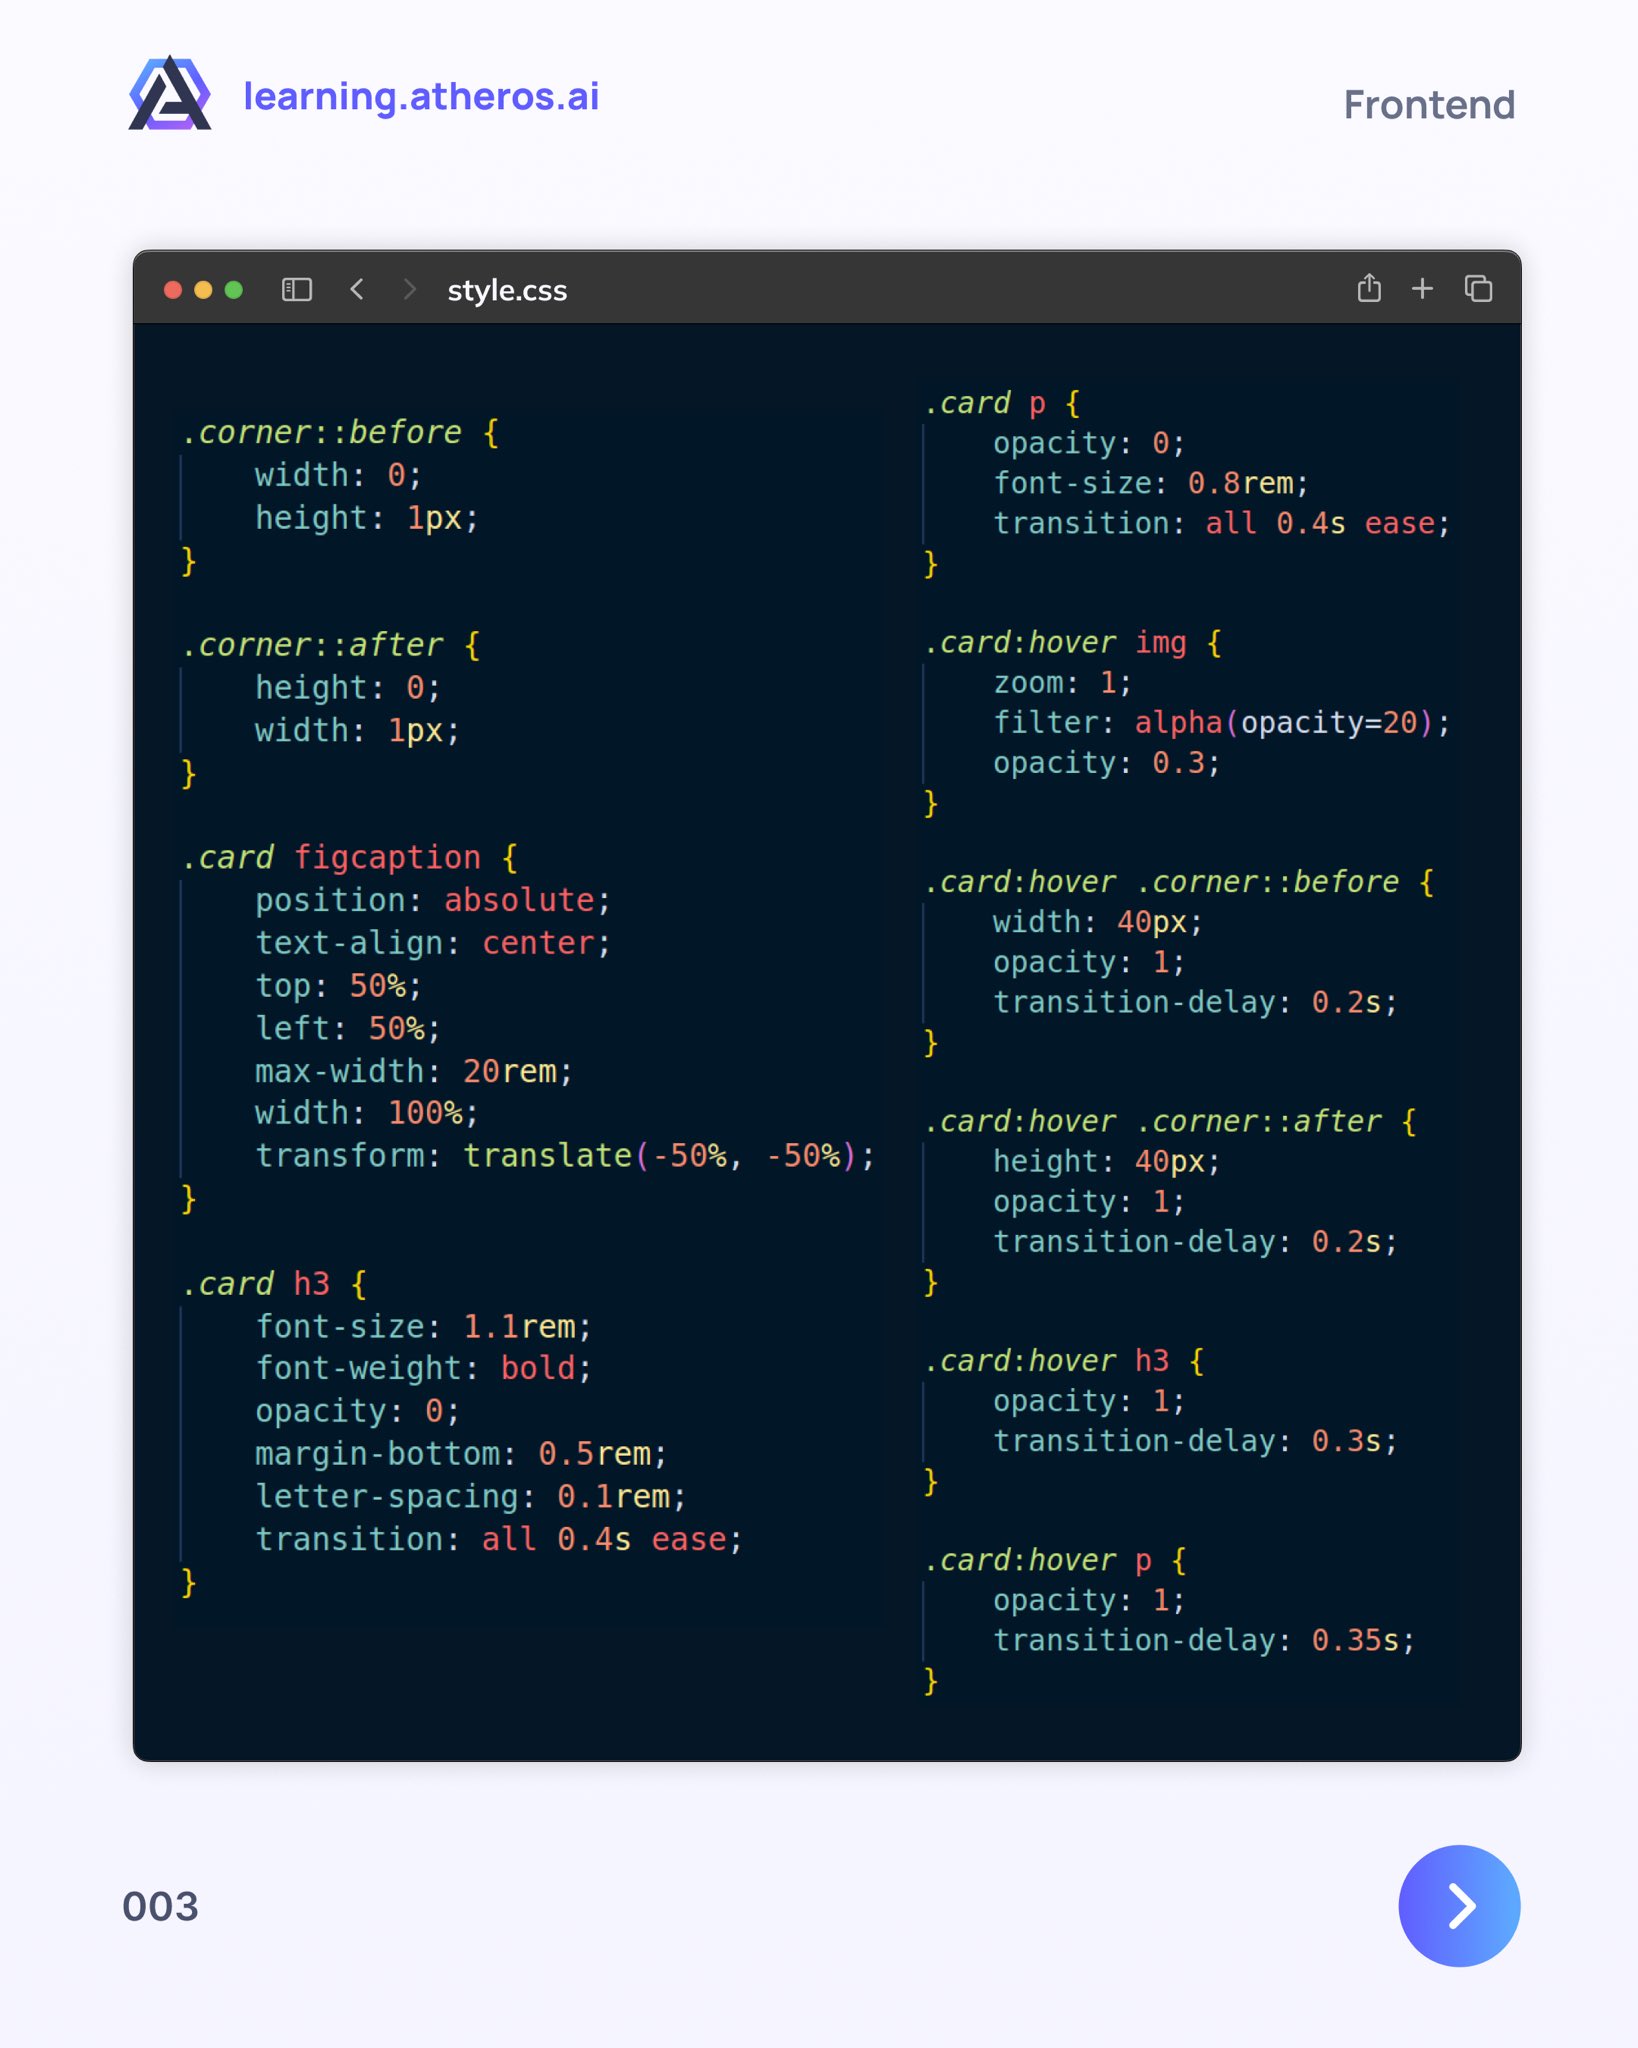 learning.atheros.ai
Frontend
style.css
.corner::before {
    width: 0;
    height: 1px;
}

.corner::after {
    height: 0;
    width: 1px;
}

.card figcaption {
    position: absolute;
    text-align: center;
    top: 50%;
    left: 50%;
    max-width: 20rem;
    width: 100%;
    transform: translate(-50%, -50%);
}

.card h3 {
    font-size: 1.1rem;
    font-weight: bold;
    opacity: 0;
    margin-bottom: 0.5rem;
    letter-spacing: 0.1rem;
    transition: all 0.4s ease;
}

.card p {
    opacity: 0;
    font-size: 0.8rem;
    transition: all 0.4s ease;
}

.card:hover img {
    zoom: 1;
    filter: alpha(opacity=20);
    opacity: 0.3;
}

.card:hover .corner::before {
    width: 40px;
    opacity: 1;
    transition-delay: 0.2s;
}

.card:hover .corner::after {
    height: 40px;
    opacity: 1;
    transition-delay: 0.2s;
}

.card:hover h3 {
    opacity: 1;
    transition-delay: 0.3s;
}

.card:hover p {
    opacity: 1;
    transition-delay: 0.35s;
}
003